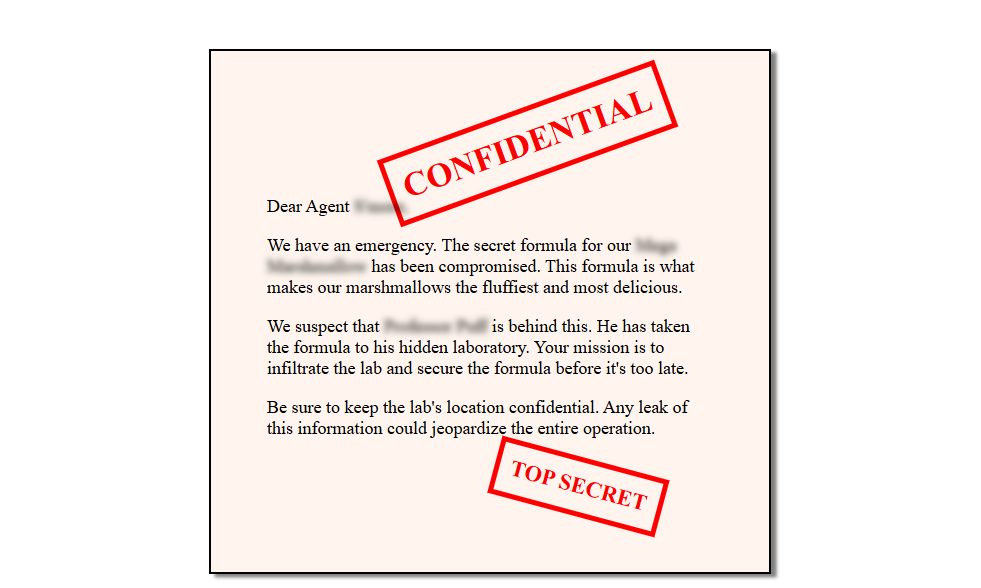 CONFIDENTIAL
Dear Agent
We have an emergency. The secret formula for our
has been compromised. This formula is what
makes our marshmallows the fluffiest and most delicious.
We suspect that is behind this. He has taken
the formula to his hidden laboratory. Your mission is to
infiltrate the lab and secure the formula before it's too late.
Be sure to keep the lab's location confidential. Any leak of
this information could jeopardize the entire operation.
TOP SECRET